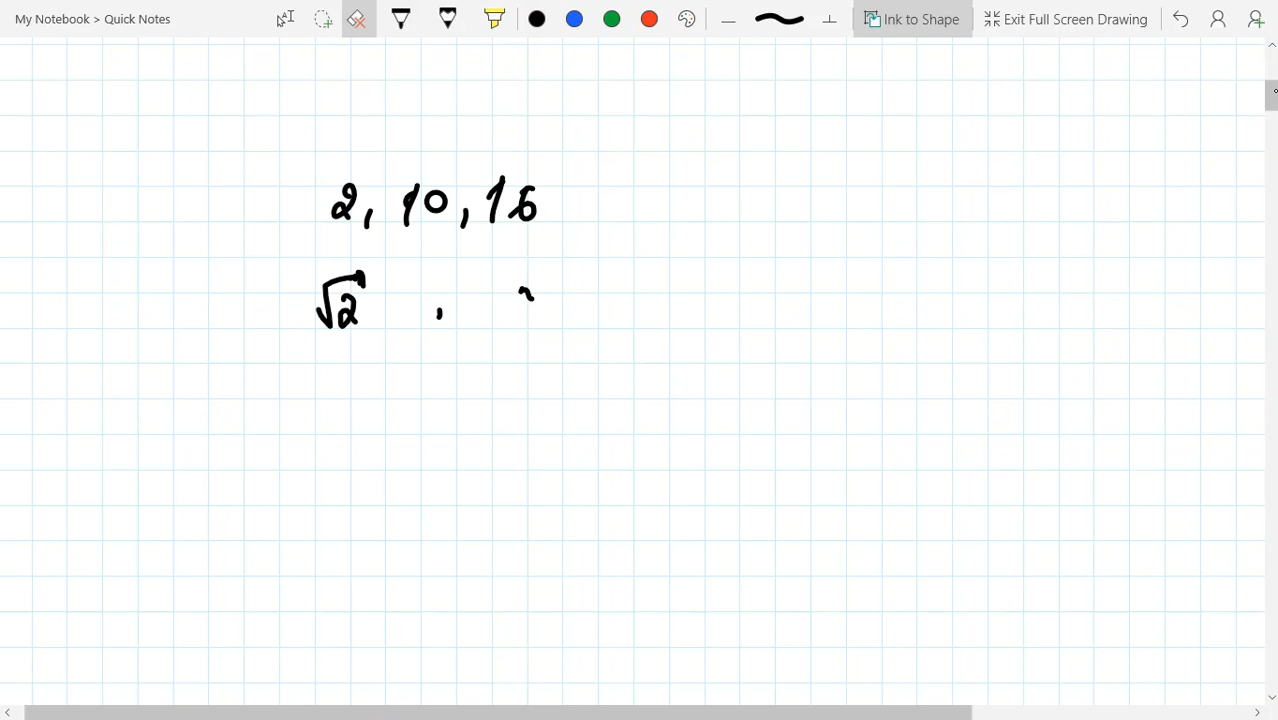 My Notebook > Quick Notes
Ink to Shape
Exit Full Screen Drawing
2, 10, 16
√2 ,